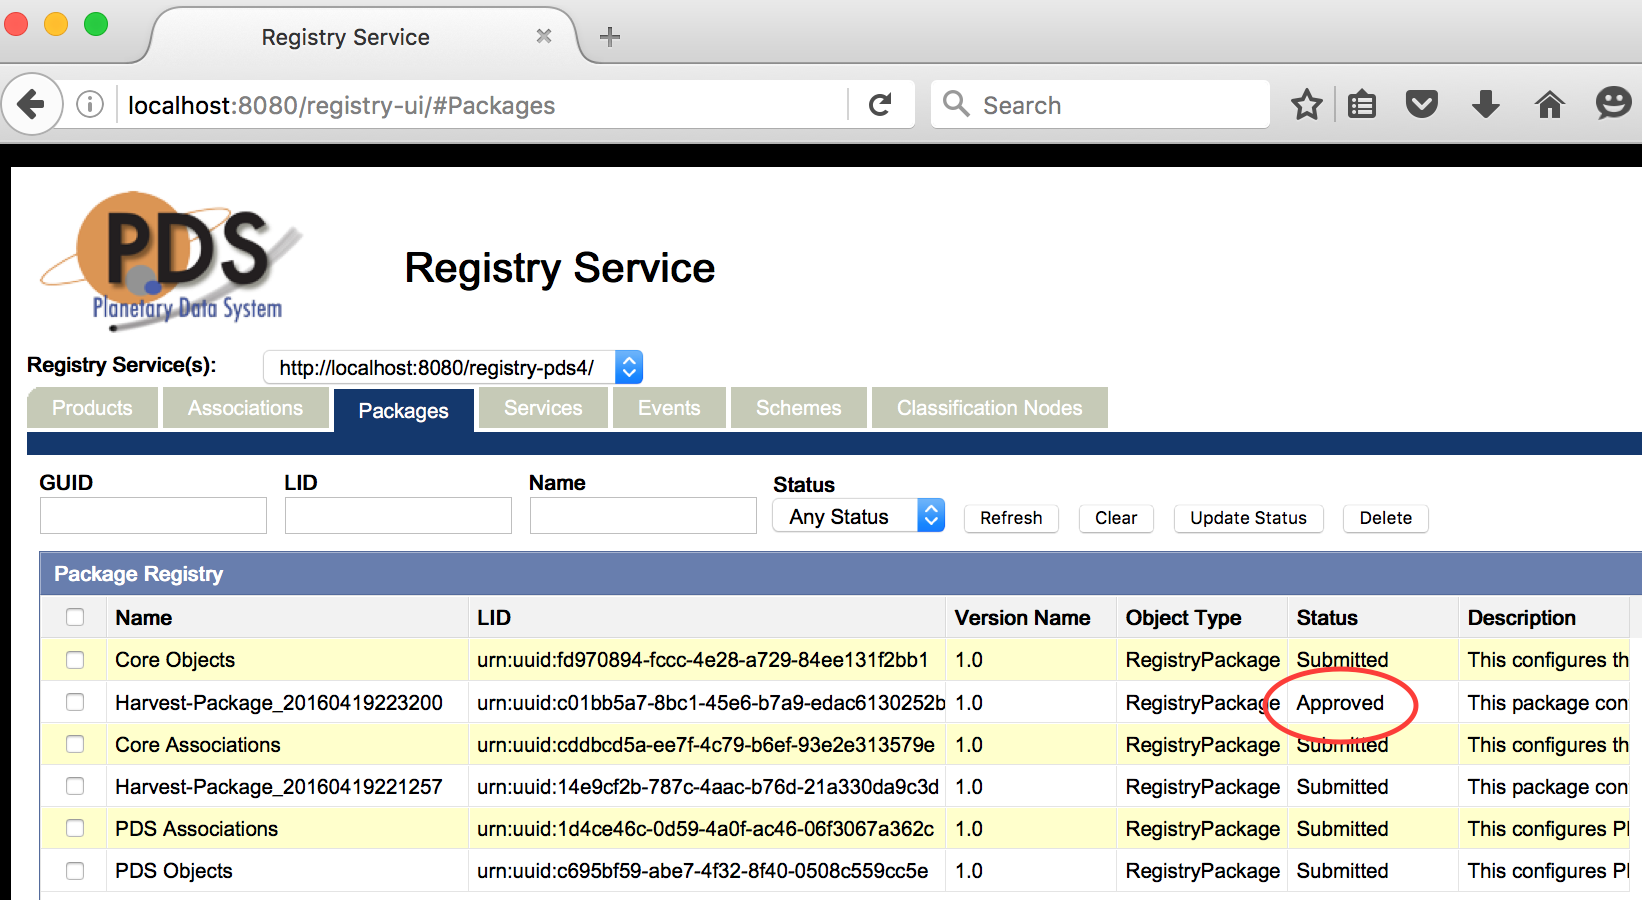 Registry Service
localhost:8080/registry-ui/#Packages
Search
PDS
Planetary Data System
Registry Service
Registry Service(s): http://localhost:8080/registry-pds4/
Products Associations Packages Services Events Schemes Classification Nodes
GUID LID Name Status
Any Status Refresh Clear Update Status Delete
Package Registry
Name LID Version Name Object Type Status Description
Core Objects urn:uuid:fd970894-fccc-4e28-a729-84ee131f2bb1 1.0 RegistryPackage Submitted This configures th
Harvest-Package_20160419223200 urn:uuid:c01bb5a7-8bc1-45e6-b7a9-edac6130252b 1.0 RegistryPackage Approved This package con
Core Associations urn:uuid:cddbcd5a-ee7f-4c79-b6ef-93e2e313579e 1.0 RegistryPackage Submitted This configures th
Harvest-Package_20160419221257 urn:uuid:14e9cf2b-787c-4aac-b76d-21a330da9c3d 1.0 RegistryPackage Submitted This package con
PDS Associations urn:uuid:1d4ce46c-0d59-4a0f-ac46-06f3067a362c 1.0 RegistryPackage Submitted This configures Pl
PDS Objects urn:uuid:c695bf59-abe7-4f32-8f40-0508c559cc5e 1.0 RegistryPackage Submitted This configures Pl